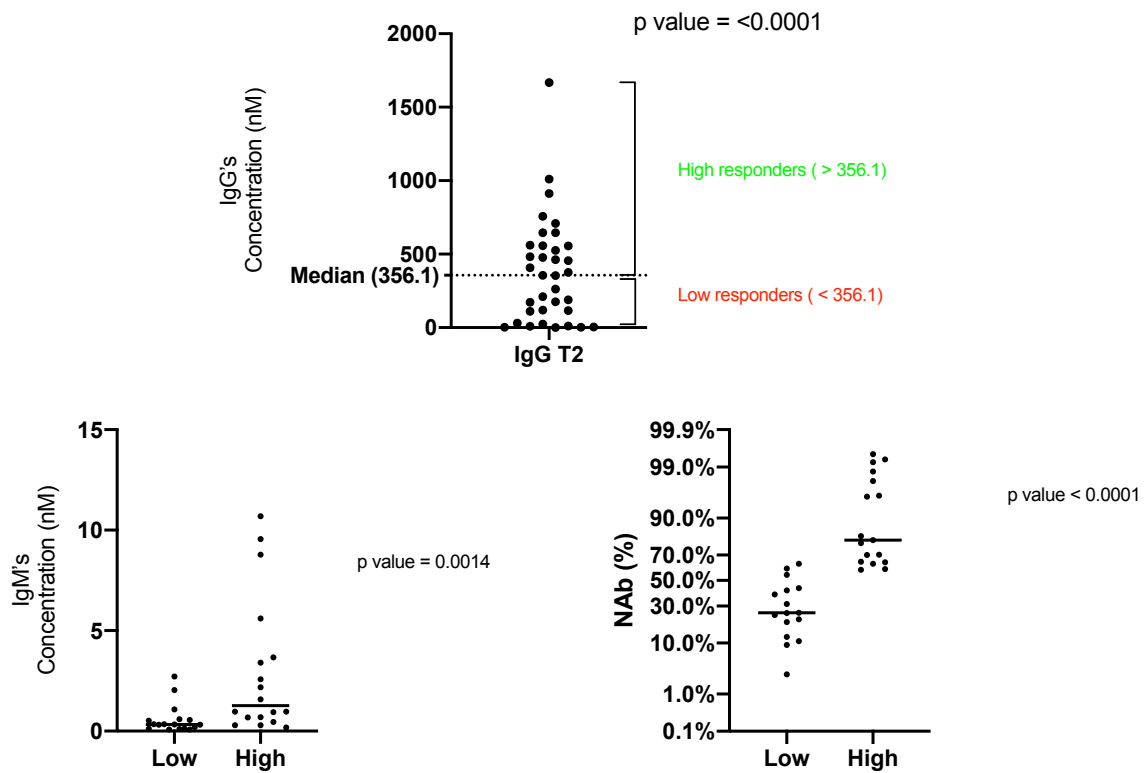 p value = <0.0001
IgG's
Concentration (nM)
2000
1500
1000
500
Median (356.1)
0
High responders ( > 356.1)
Low responders ( < 356.1)
IgG T2
IgM's
Concentration (nM)
15
10
5
0
Low High
p value = 0.0014
NAb (%)
99.9%
99.0%
90.0%
70.0%
50.0%
30.0%
10.0%
1.0%
0.1%
Low High
p value < 0.0001